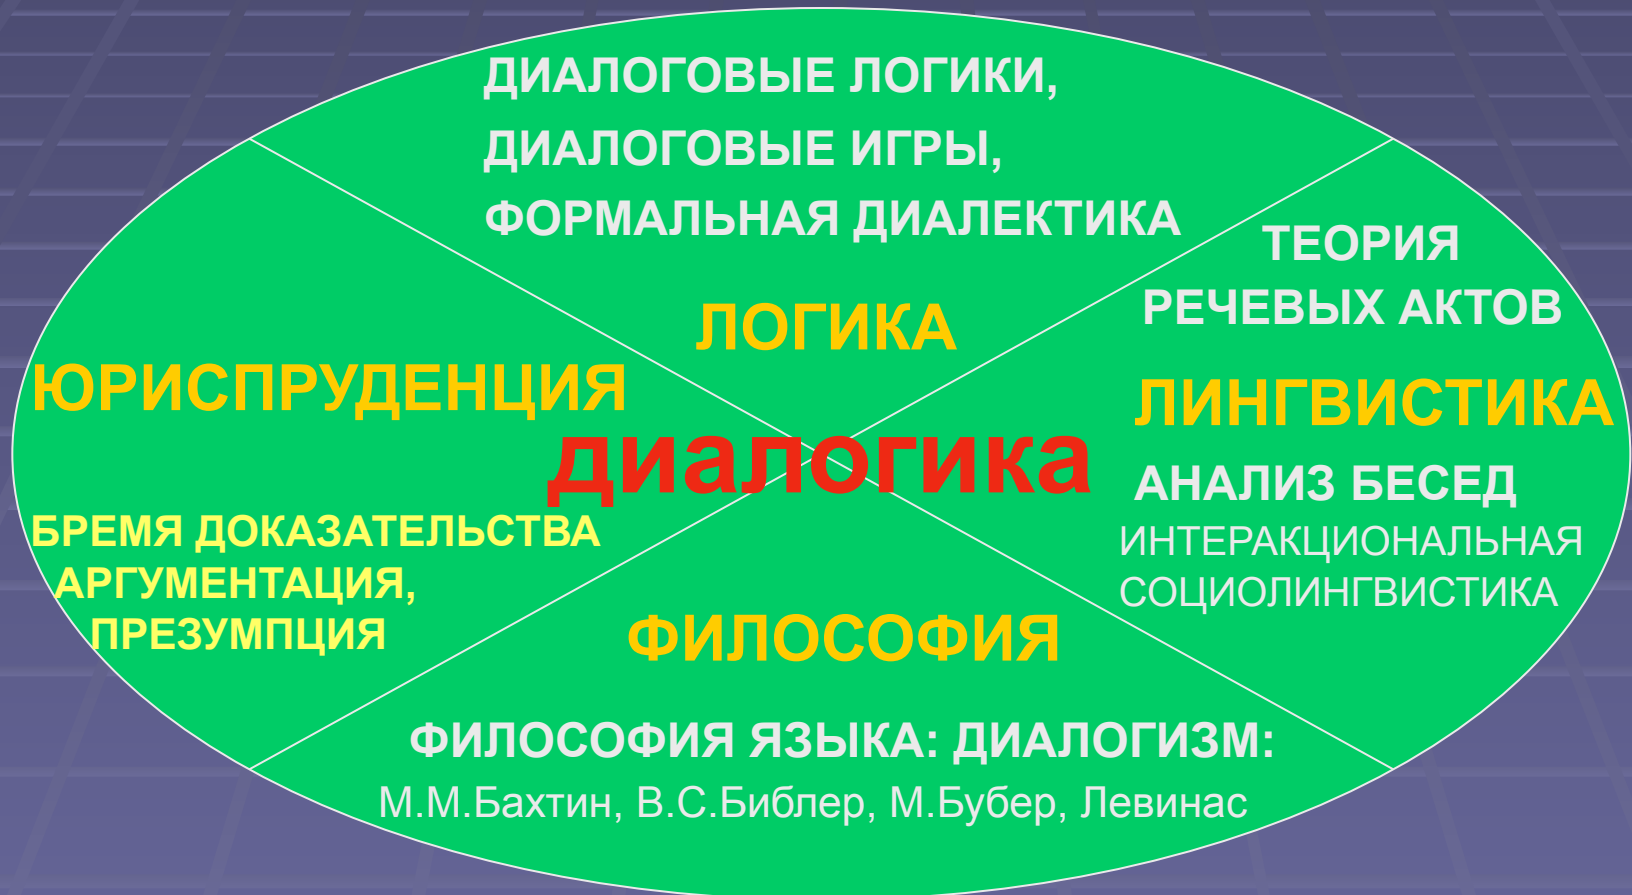 ДИАЛОГОВЫЕ ЛОГИКИ,
ДИАЛОГОВЫЕ ИГРЫ,
ФОРМАЛЬНАЯ ДИАЛЕКТИКА
ЛОГИКА
ТЕОРИЯ
РЕЧЕВЫХ АКТОВ
ЛИНГВИСТИКА
АНАЛИЗ БЕСЕД
ИНТЕРАКЦИОНАЛЬНАЯ
СОЦИОЛИНГВИСТИКА
ЮРИСПРУДЕНЦИЯ
диалогика
БРЕМЯ ДОКАЗАТЕЛЬСТВА
АРГУМЕНТАЦИЯ,
ПРЕЗУМПЦИЯ
ФИЛОСОФИЯ
ФИЛОСОФИЯ ЯЗЫКА: ДИАЛОГИЗМ:
М.М.Бахтин, В.С.Библер, М.Бубер, Левинас